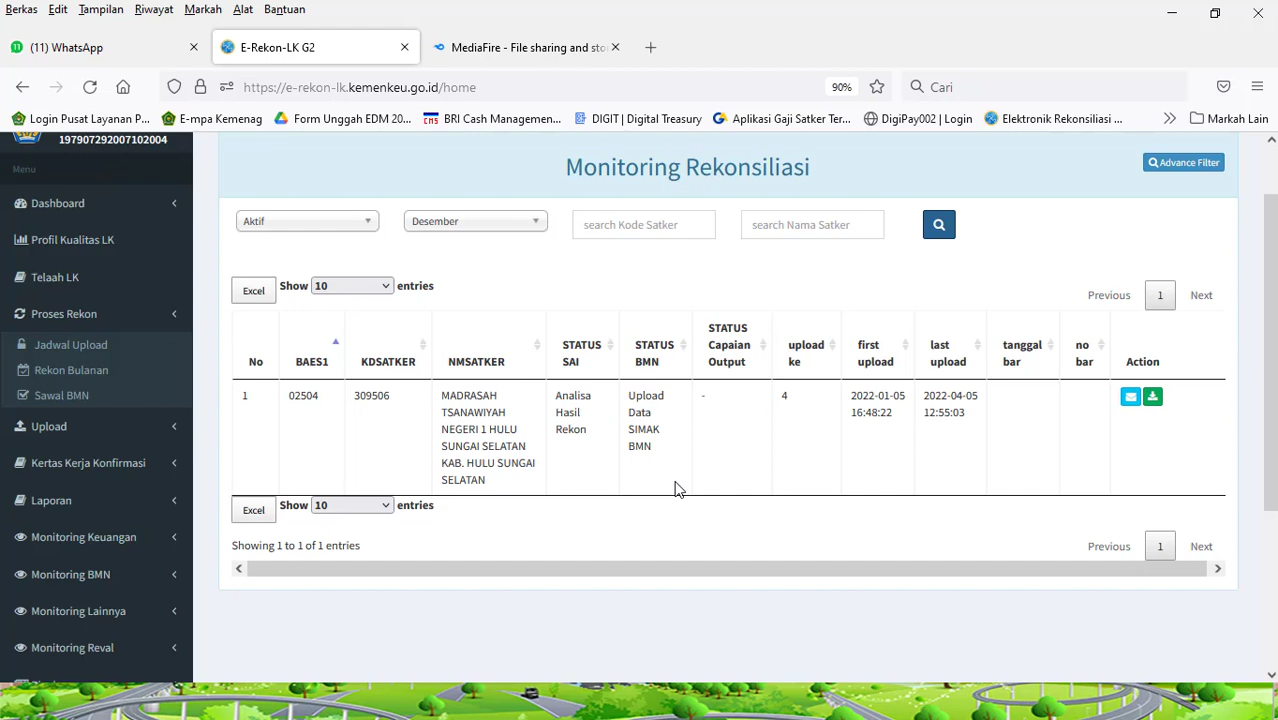 Berkas Edit Tampilan Riwayat Markah Alat Bantuan
(11) WhatsApp
E-Rekon-LK G2
MediaFire - File sharing and sto
https://e-rekon-lk.kemenkeu.go.id/home
90%
Cari
Login Pusat Layanan P...
E-mpa Kemenag
Form Unggah EDM 20...
BRI Cash Managemen...
DIGIT | Digital Treasury
Aplikasi Gaji Satker Ter...
DigiPay002 | Login
Elektronik Rekonsiliasi ...
Markah Lain
197907292007102004
Menu
Dashboard
Profil Kualitas LK
Telaah LK
Proses Rekon
Jadwal Upload
Rekon Bulanan
Sawal BMN
Upload
Kertas Kerja Konfirmasi
Laporan
Monitoring Keuangan
Monitoring BMN
Monitoring Lainnya
Monitoring Reval
Monitoring Rekonsiliasi
Advance Filter
Aktif
Desember
search Kode Satker
search Nama Satker
Excel
Show 10 entries
Previous 1 Next
No
BAES1
KDSATKER
NMSATKER
STATUS
SAI
STATUS
BMN
STATUS
Capaian
Output
upload
ke
first
upload
last
upload
tanggal
bar
no
bar
Action
1
02504
309506
MADRASAH
TSANAWIYAH
NEGERI 1 HULU
SUNGAI SELATAN
KAB. HULU SUNGAI
SELATAN
Analisa
Hasil
Rekon
Upload
Data
SIMAK
BMN
-
4
2022-01-05
16:48:22
2022-04-05
12:55:03
Excel
Show 10 entries
Showing 1 to 1 of 1 entries
Previous 1 Next